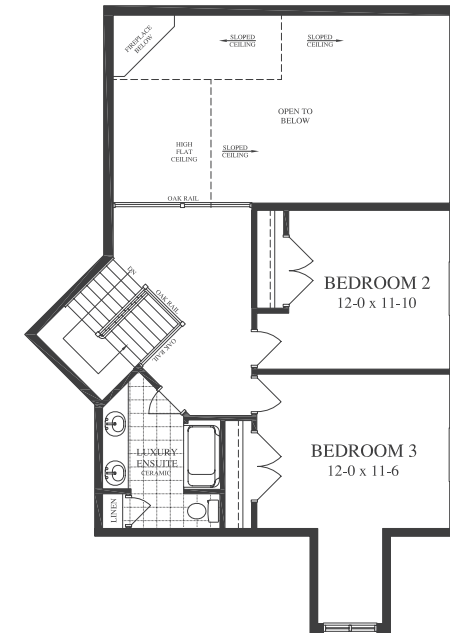 FIREPLACE
BELOW
SLOPED
CEILING
SLOPED
CEILING
OPEN TO
BELOW
HIGH
FLAT
CEILING
SLOPED
CEILING
OAK RAIL
DN
OAK RAIL
OAK RAIL
BEDROOM 2
12-0 x 11-10
BEDROOM 3
12-0 x 11-6
LUXURY
ENSUITE
CERAMIC
LINEN